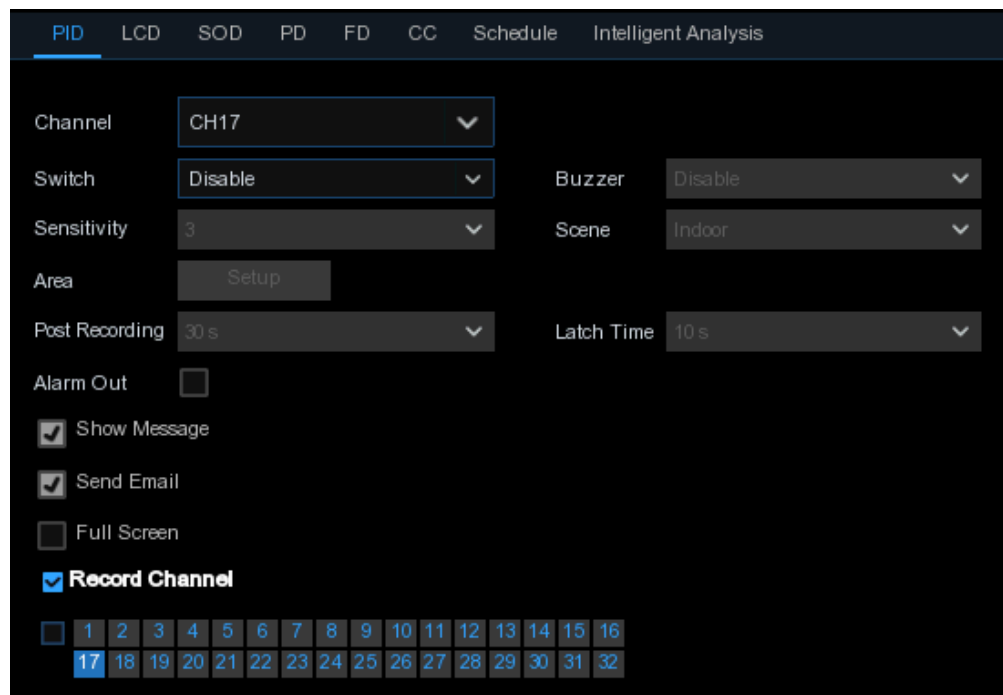 PID LCD SOD PD FD CC Schedule Intelligent Analysis
Channel CH17
Switch Disable Buzzer Disable
Sensitivity 3 Scene Indoor
Area Setup
Post Recording 30 s Latch Time 10 s
Alarm Out
Show Message
Send Email
Full Screen
Record Channel
1 2 3 4 5 6 7 8 9 10 11 12 13 14 15 16
17 18 19 20 21 22 23 24 25 26 27 28 29 30 31 32